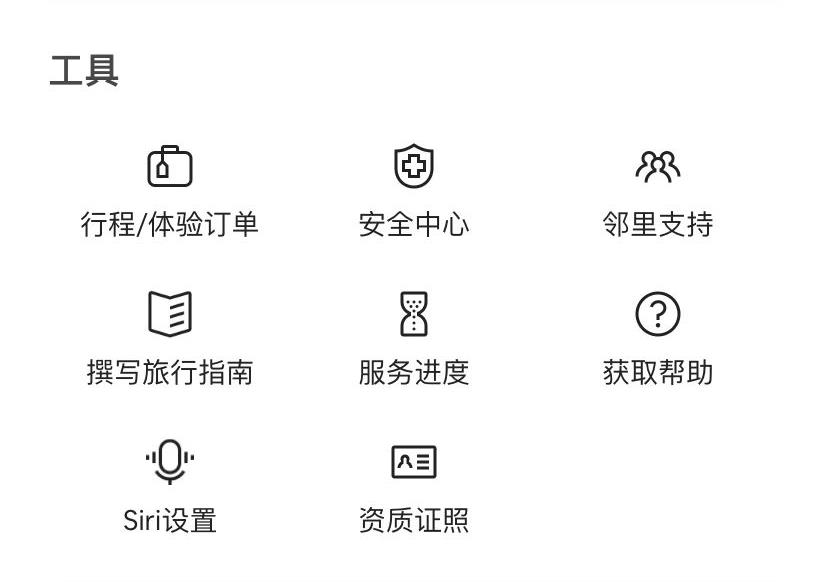 工具
行程/体验订单
安全中心
邻里支持
撰写旅行指南
服务进度
获取帮助
Siri设置
资质证照